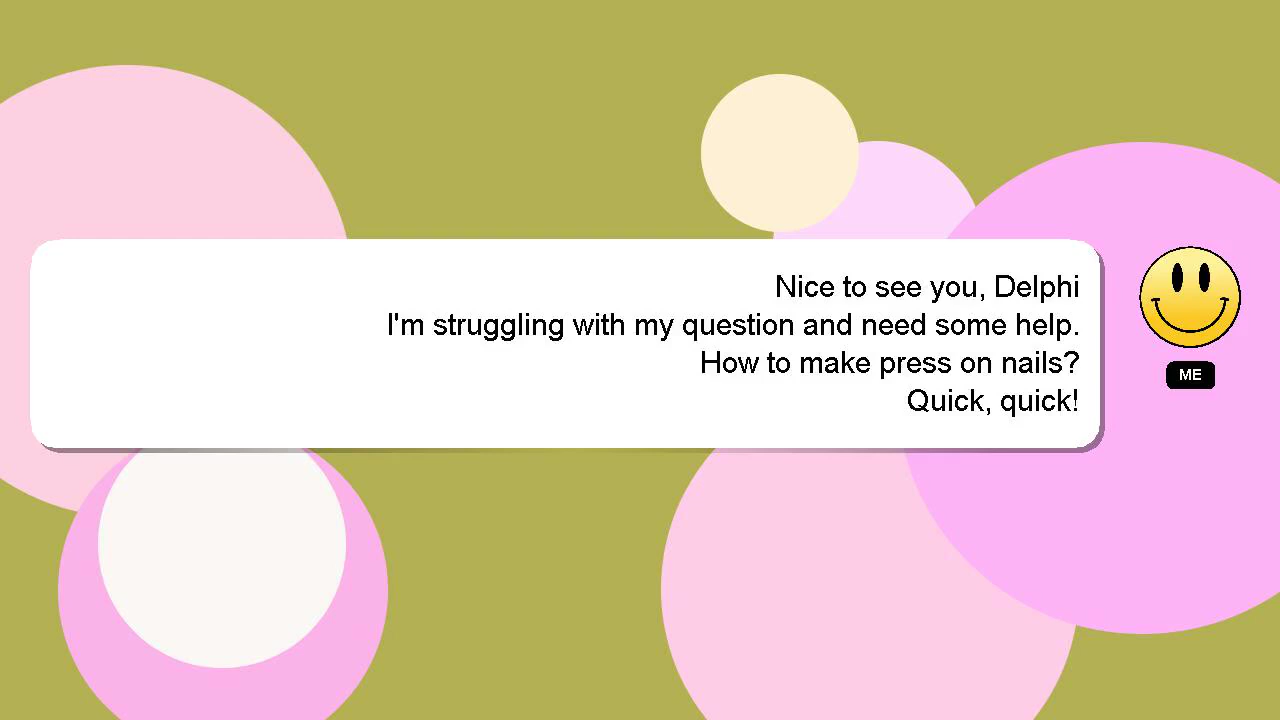 Nice to see you, Delphi
I'm struggling with my question and need some help.
How to make press on nails?
Quick, quick!
ME